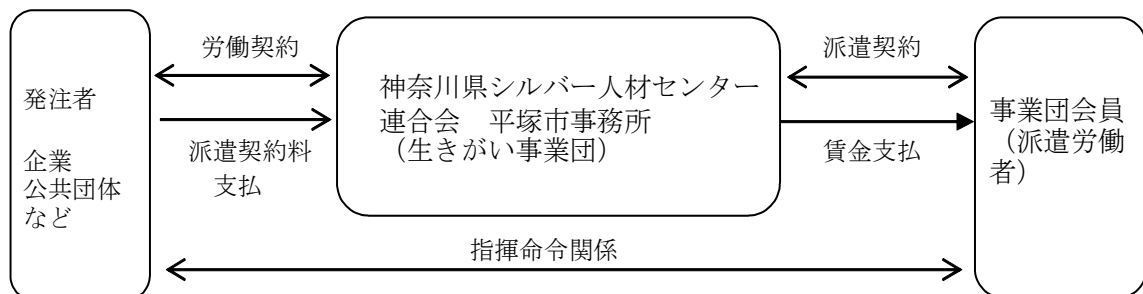 発注者
企業
公共団体
など
労働契約
派遣契約料
支払
神奈川県シルバー人材センター
連合会　平塚市事務所
（生きがい事業団）
派遣契約
賃金支払
事業団会員
（派遣労働
者）
指揮命令関係